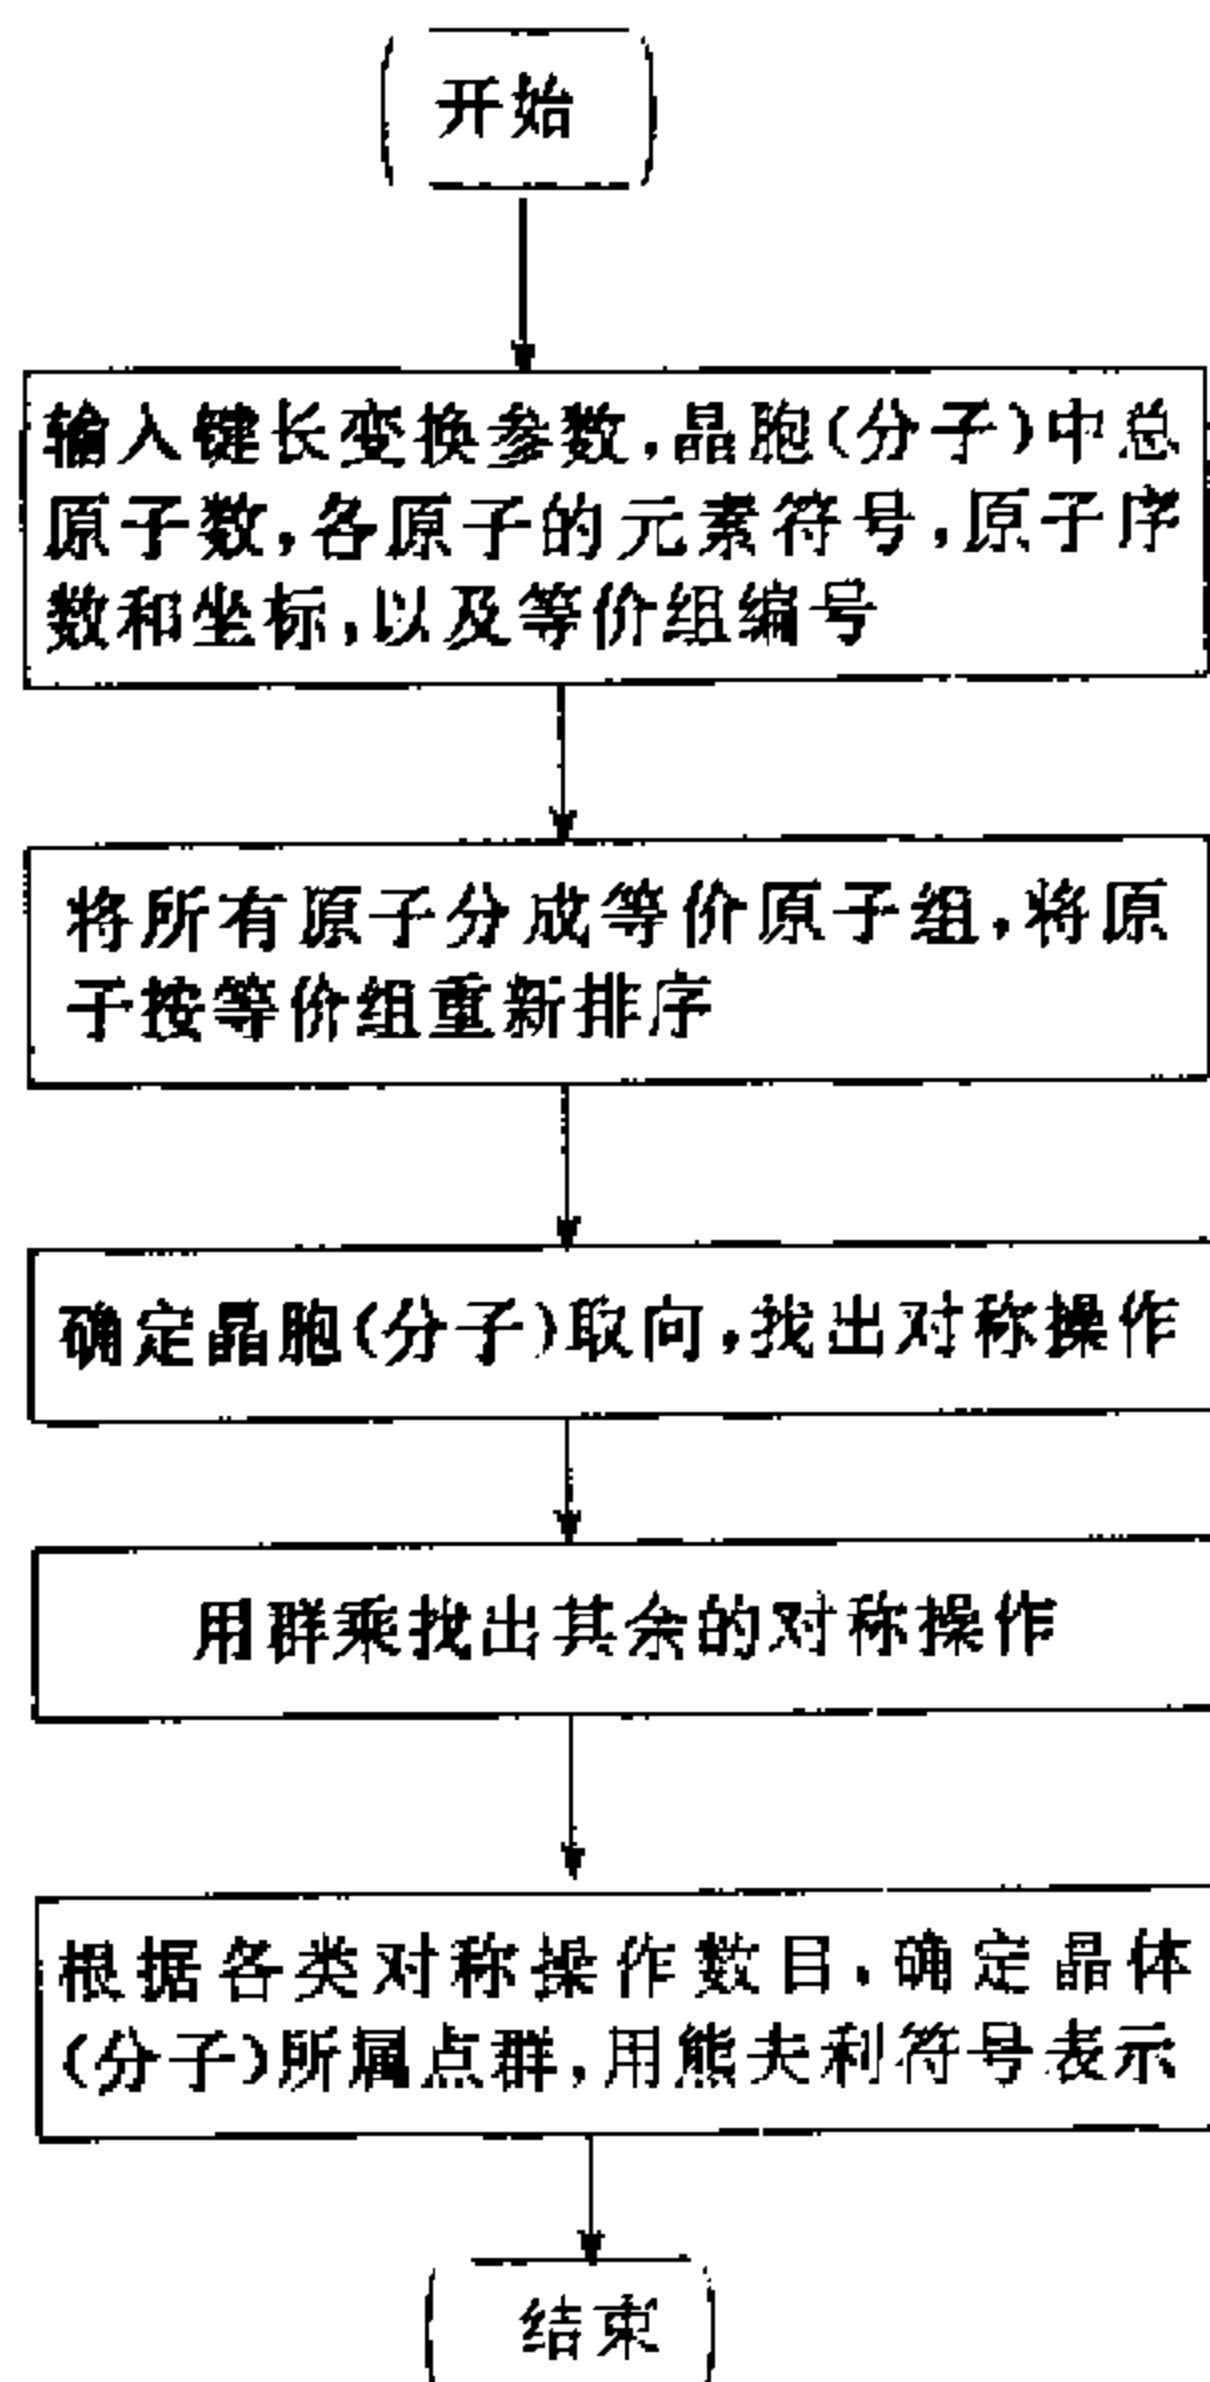 开始
输入键长变换参数,晶胞(分子)中总
原子数,各原子的元素符号,原子序
数和坐标,以及等价组编号
将所有原子分成等价原子组,将原
子按等价组重新排序
确定晶胞(分子)取向,找出对称操作
用群乘找出其余的对称操作
根据各类对称操作数目,确定晶体
(分子)所属点群,用熊夫利符号表示
结束